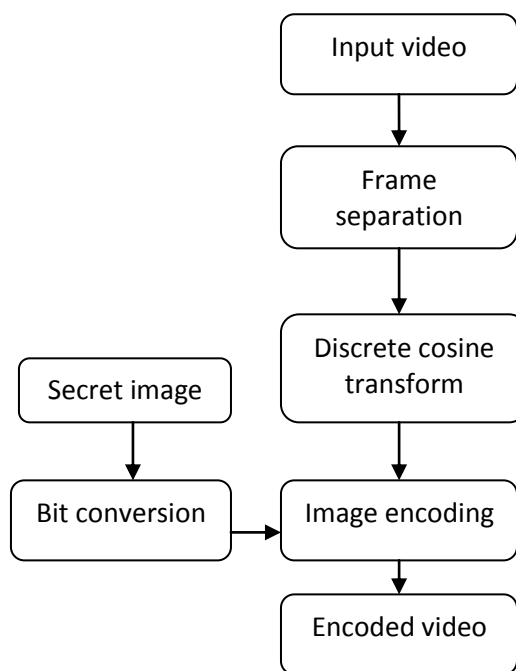 Input video
Frame
separation
Discrete cosine
transform
Secret image
Bit conversion
Image encoding
Encoded video